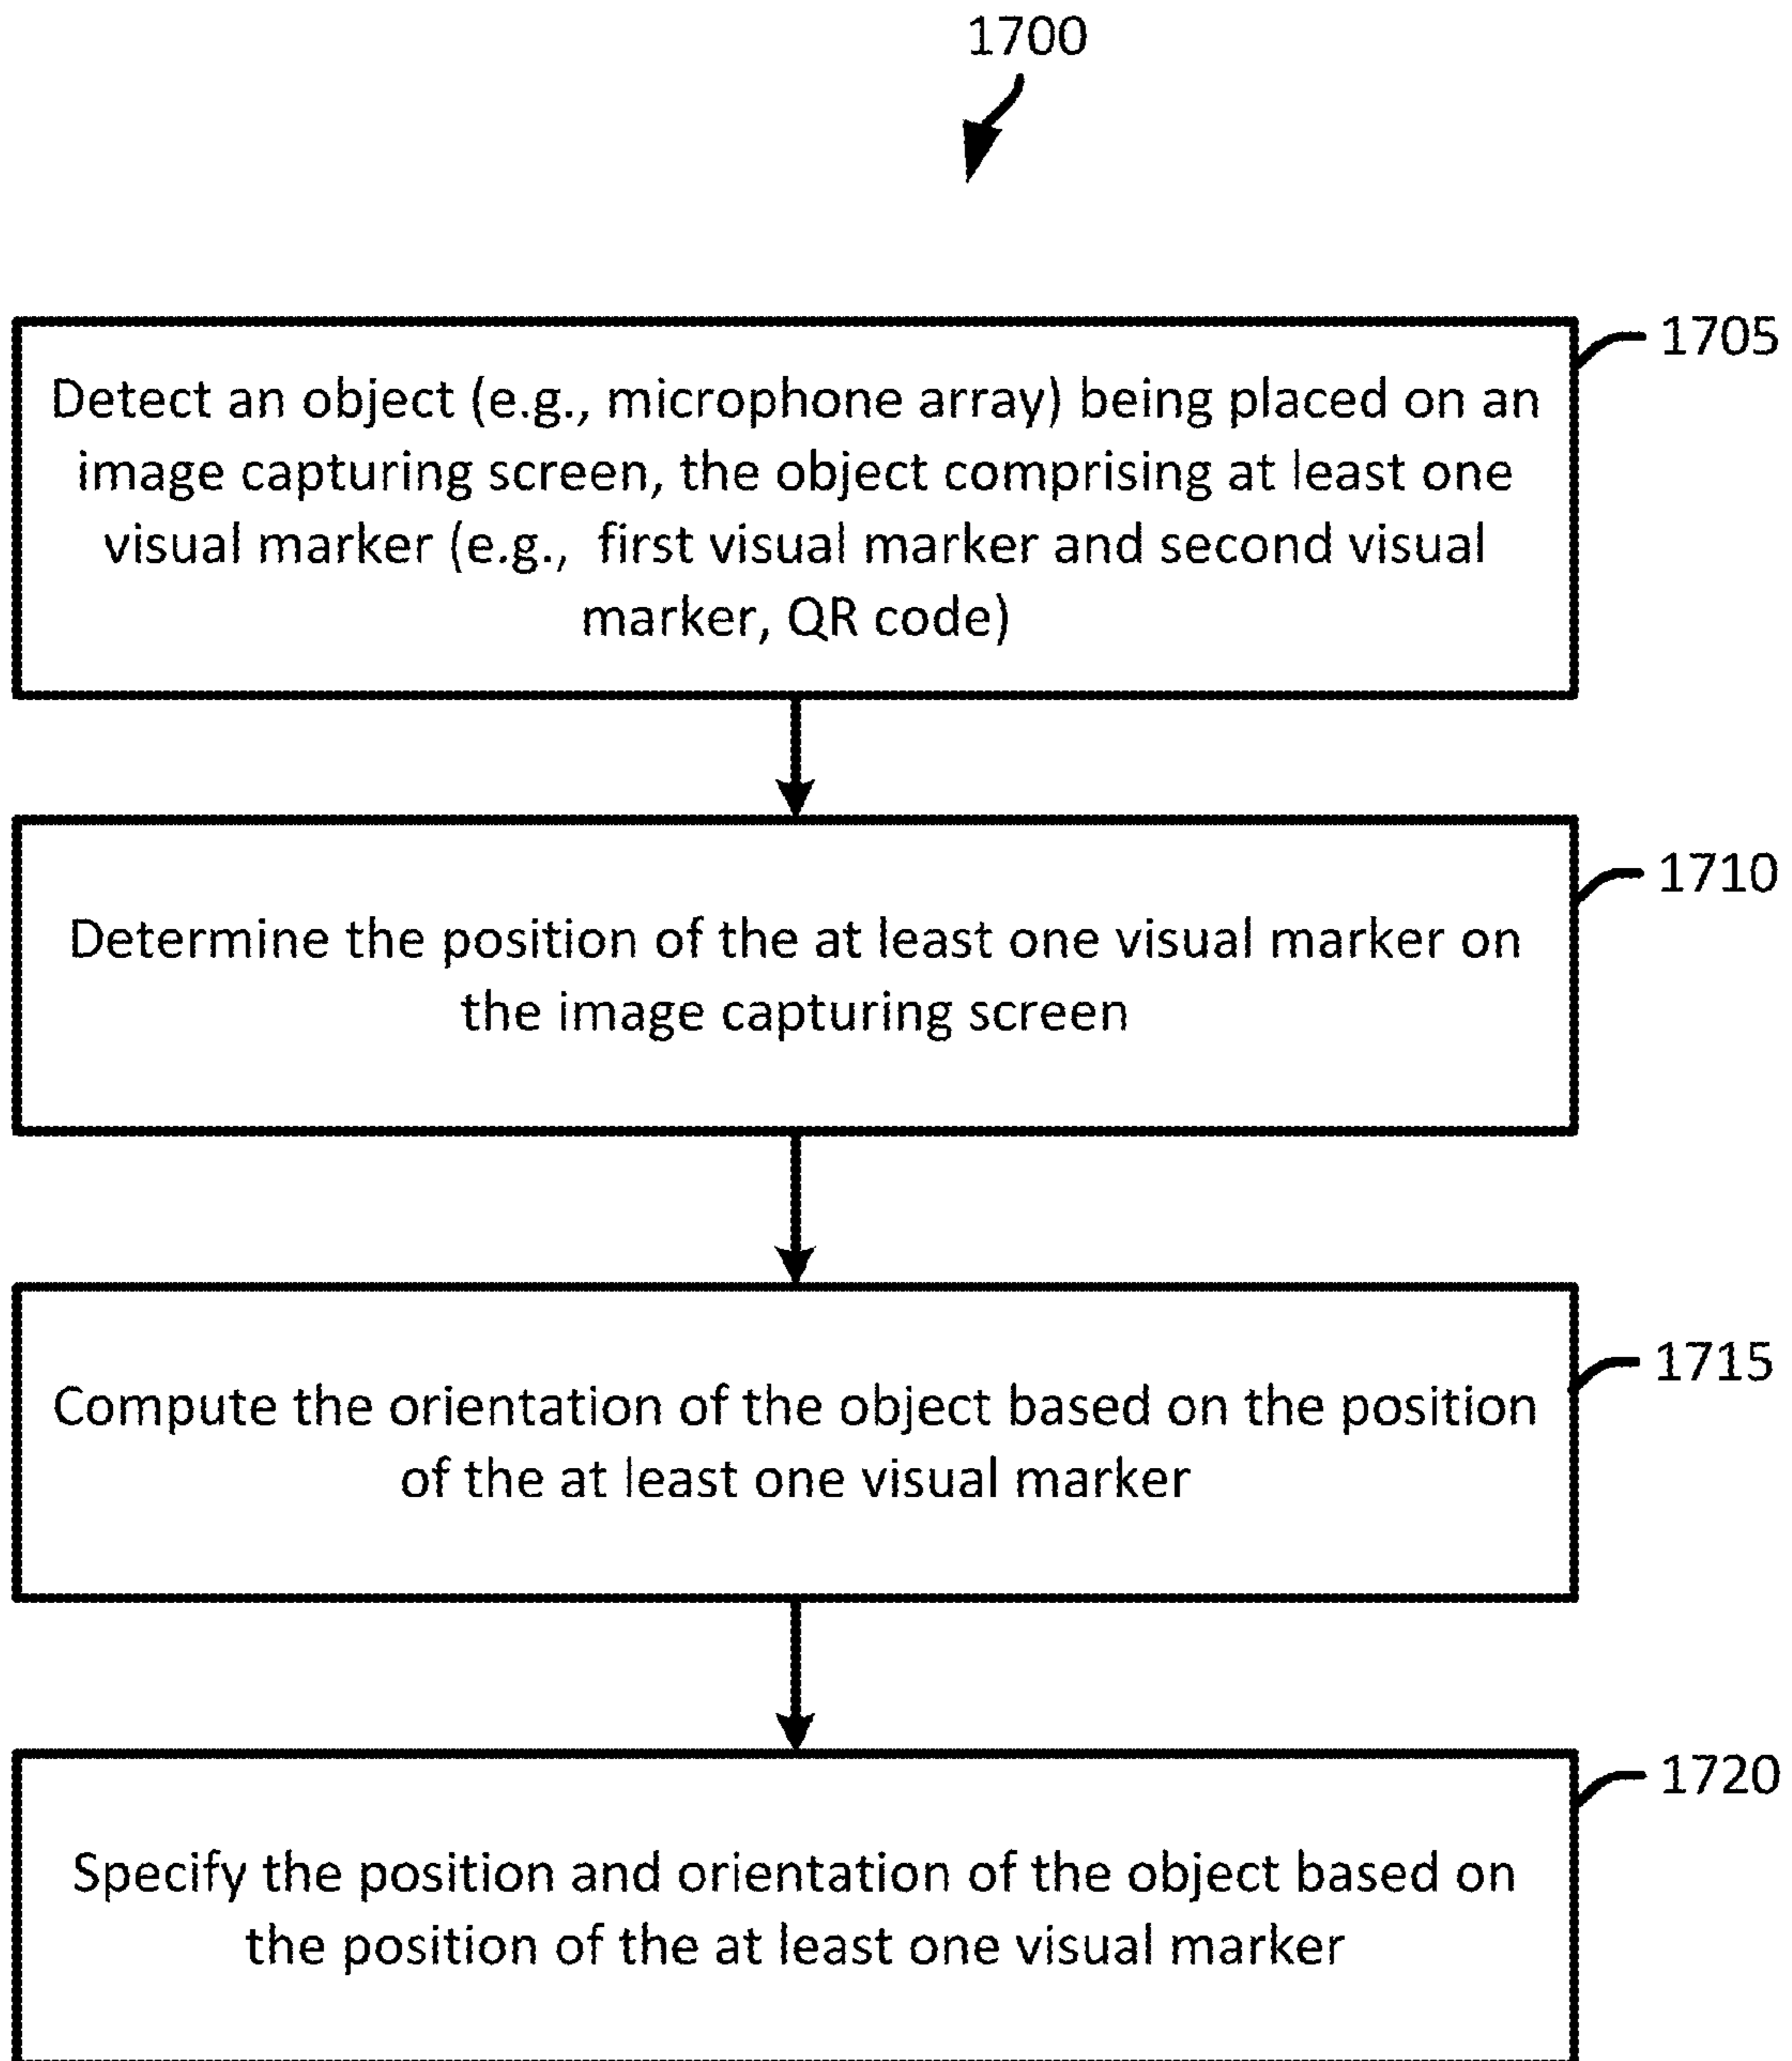 1700
1705
Detect an object (e.g., microphone array) being placed on an
image capturing screen, the object comprising at least one
visual marker (e.g., first visual marker and second visual
marker, QR code)
1710
Determine the position of the at least one visual marker on
the image capturing screen
1715
Compute the orientation of the object based on the position
of the at least one visual marker
1720
Specify the position and orientation of the object based on
the position of the at least one visual marker